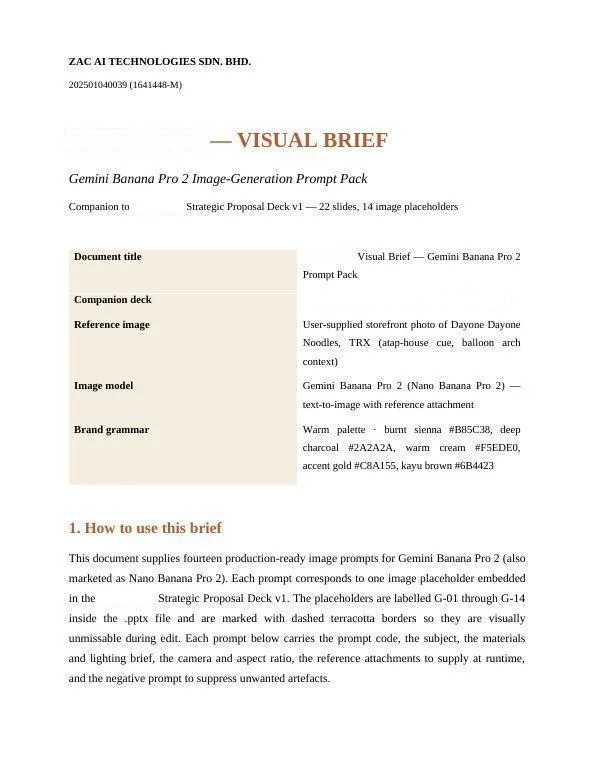 ZAC AI TECHNOLOGIES SDN. BHD.
202501040039 (1641448-M)
— VISUAL BRIEF
Gemini Banana Pro 2 Image-Generation Prompt Pack
Companion to Strategic Proposal Deck v1 — 22 slides, 14 image placeholders
Document title
Visual Brief — Gemini Banana Pro 2
Prompt Pack
Companion deck
Reference image
User-supplied storefront photo of Dayone Dayone
Noodles, TRX (atap-house cue, balloon arch
context)
Image model
Gemini Banana Pro 2 (Nano Banana Pro 2) —
text-to-image with reference attachment
Brand grammar
Warm palette · burnt sienna #B85C38, deep
charcoal #2A2A2A, warm cream #F5EDE0,
accent gold #C8A155, kayu brown #6B4423
1. How to use this brief
This document supplies fourteen production-ready image prompts for Gemini Banana Pro 2 (also
marketed as Nano Banana Pro 2). Each prompt corresponds to one image placeholder embedded
in the Strategic Proposal Deck v1. The placeholders are labelled G-01 through G-14
inside the .pptx file and are marked with dashed terracotta borders so they are visually
unmissable during edit. Each prompt below carries the prompt code, the subject, the materials
and lighting brief, the camera and aspect ratio, the reference attachments to supply at runtime,
and the negative prompt to suppress unwanted artefacts.